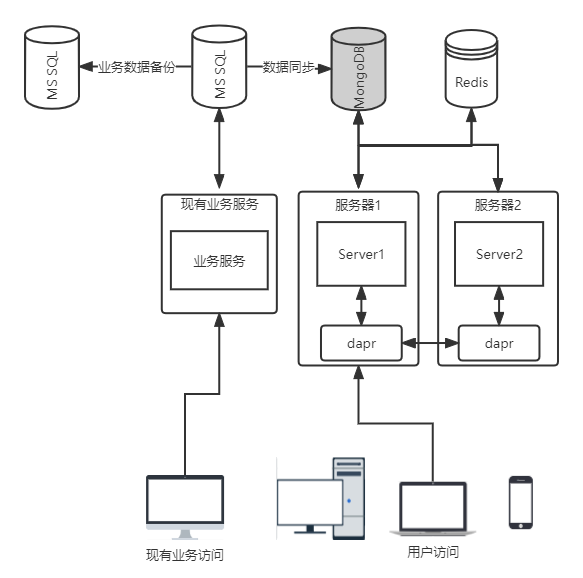 MS SQL
业务数据备份
MS SQL
数据同步
MongoDB
Redis
现有业务服务
业务服务
服务器1
Server1
dapr
服务器2
Server2
dapr
现有业务访问
用户访问